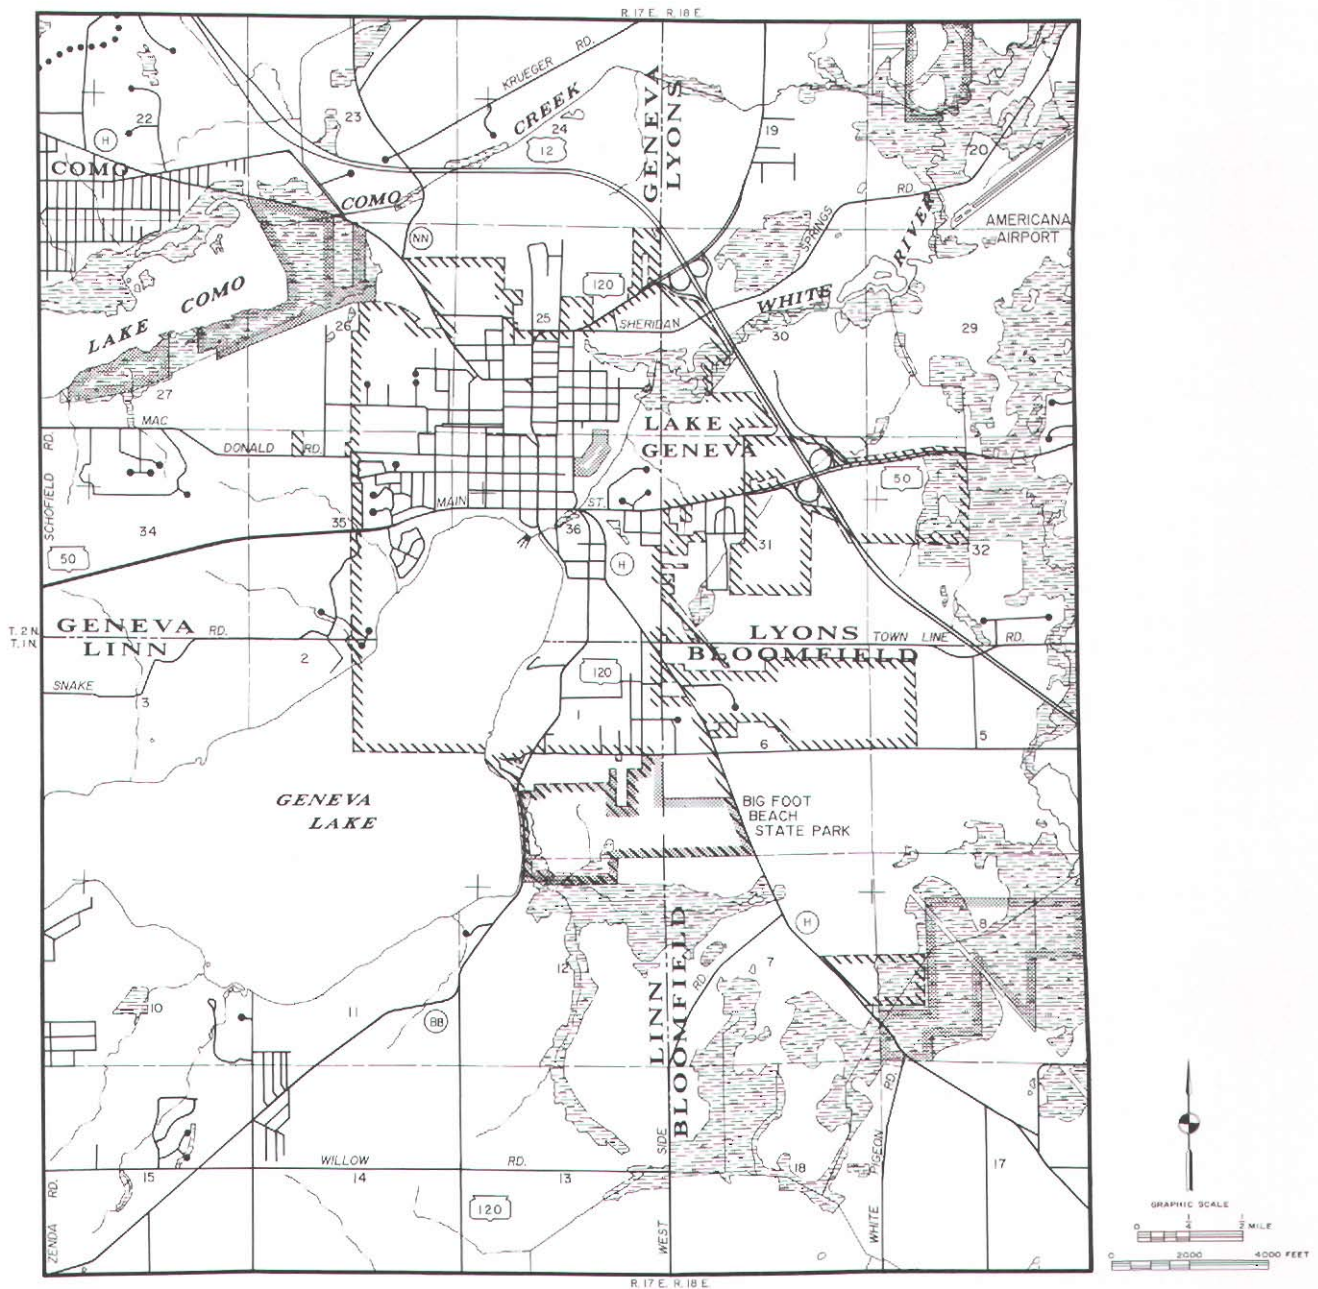 R. 17 E. R. 18 E.
KRUEGER RD.
CREEK
GENEVA
LYONS
22
23
24
19
20
H
12
COMO
COMO
RD.
SPRINGS
RIVER
AMERICANA
AIRPORT
NN
LAKE COMO
120
25
SHERIDAN
WHITE
26
30
29
27
MAC
DONALD RD.
LAKE
GENEVA
SCHOFIELD RD.
50
MAIN ST.
34
35
36
31
32
50
H
T. 2 N.
T. 1 N.
GENEVA
LINN
RD.
LYONS
BLOOMFIELD
TOWN LINE RD.
2
SNAKE
3
120
1
6
5
GENEVA
LAKE
BIG FOOT
BEACH
STATE PARK
8
H
LINN
BLOOMFIELD
RD
7
12
10
11
BB
WILLOW RD.
SIDE
WEST
PIGEON RD.
WHITE
15
14
13
18
17
120
ZENDA RD.
GRAPHIC SCALE
0 1/4 1/2 MILE
0 2000 4000 FEET
R. 17 E. R. 18 E.